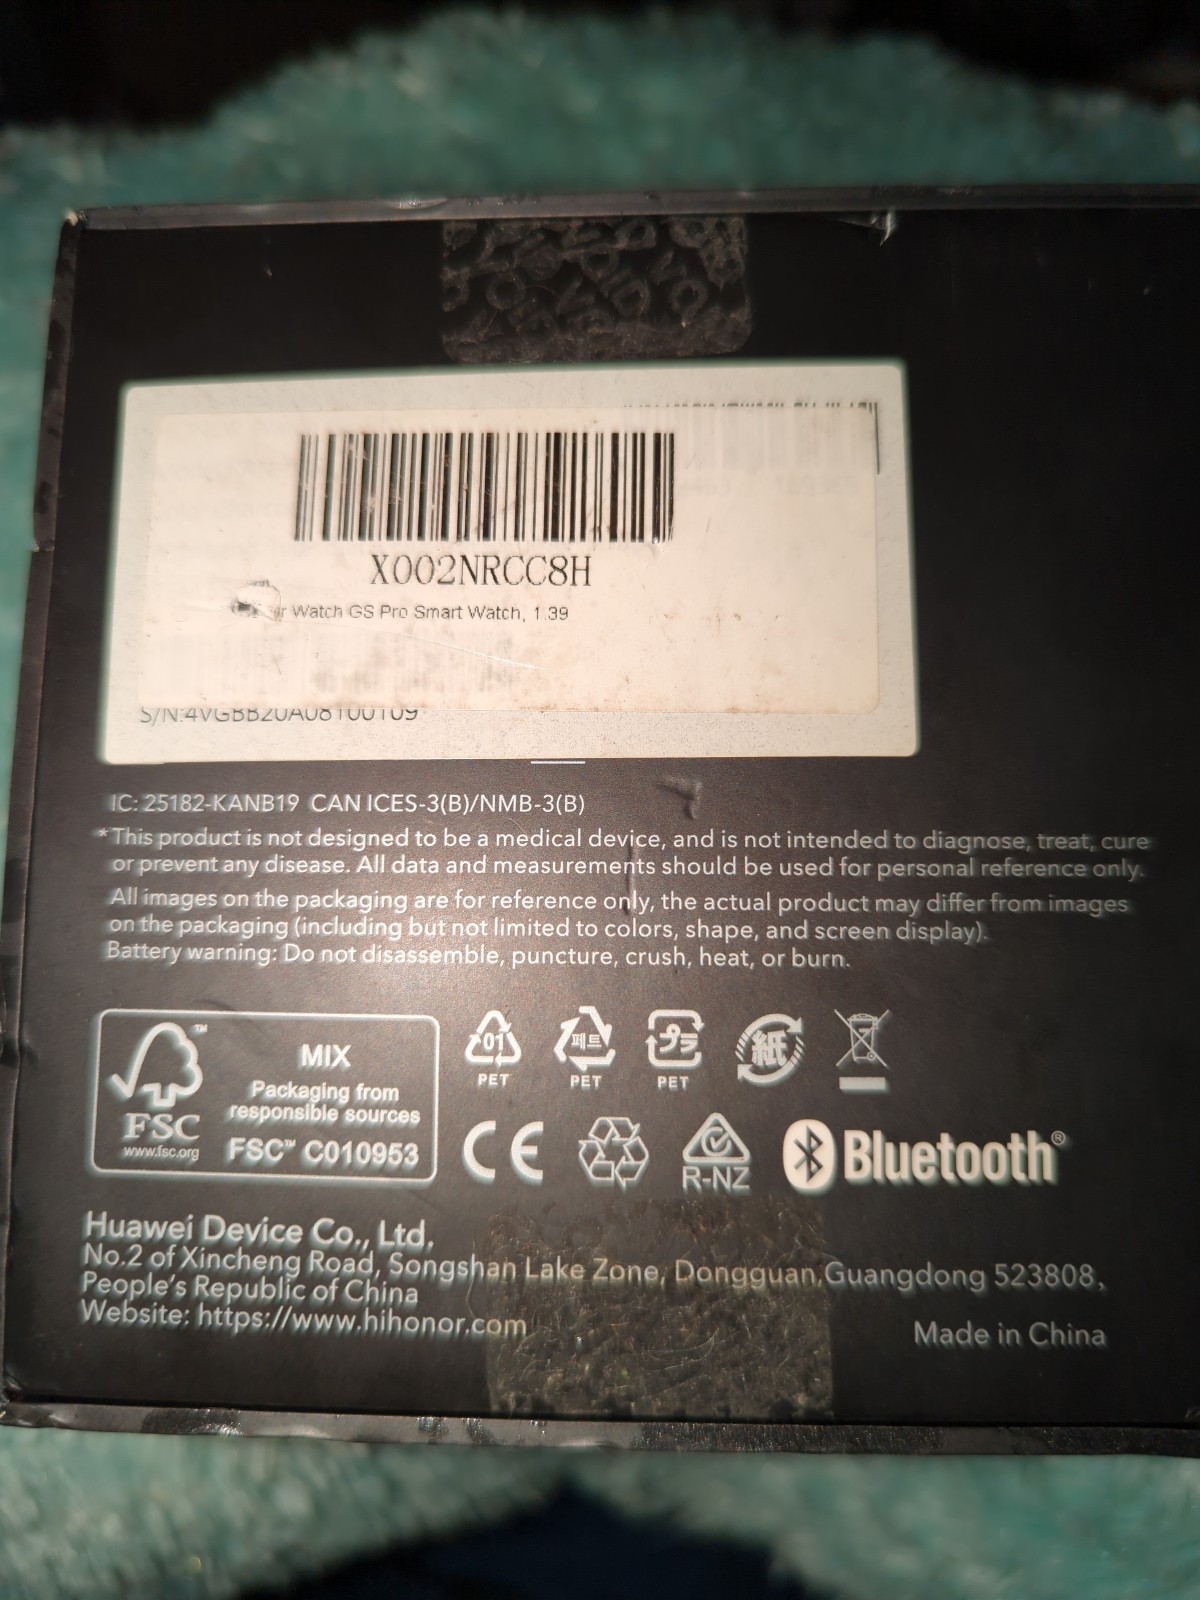 X002NRCC8H
Watch GS Pro Smart Watch, 1.39
S/N:4VGBB20A08100109
IC: 25182-KANB19 CAN ICES-3(B)/NMB-3(B)
*This product is not designed to be a medical device, and is not intended to diagnose, treat, cure
or prevent any disease. All data and measurements should be used for personal reference only.
All images on the packaging are for reference only, the actual product may differ from images
on the packaging (including but not limited to colors, shape, and screen display).
Battery warning: Do not disassemble, puncture, crush, heat, or burn.
TM
FSC
www.fsc.org
MIX
Packaging from
responsible sources
FSC™ C010953
01
PET
페트
PET
プラ
PET
紙
CE
R-NZ
Bluetooth®
Huawei Device Co., Ltd.
No.2 of Xincheng Road, Songshan Lake Zone, Dongguan,Guangdong 523808,
People's Republic of China
Website: https://www.hihonor.com
Made in China